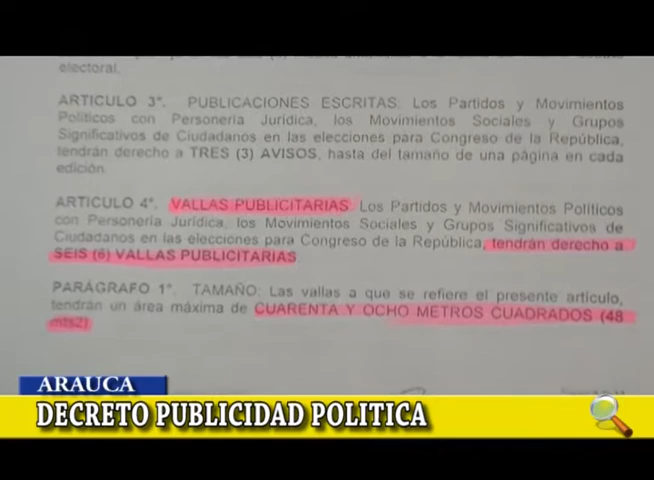 electoral.
ARTICULO 3°. PUBLICACIONES ESCRITAS: Los Partidos y Movimientos
Políticos con Personería Jurídica, los Movimientos Sociales y Grupos
Significativos de Ciudadanos en las elecciones para Congreso de la República,
tendrán derecho a TRES (3) AVISOS, hasta del tamaño de una página en cada
edición.
ARTICULO 4°. VALLAS PUBLICITARIAS: Los Partidos y Movimientos Políticos
con Personería Jurídica, los Movimientos Sociales y Grupos Significativos de
Ciudadanos en las elecciones para Congreso de la República, tendrán derecho a
SEIS (6) VALLAS PUBLICITARIAS
PARÁGRAFO 1°. TAMAÑO: Las vallas a que se refiere el presente artículo,
tendrán un área máxima de CUARENTA Y OCHO METROS CUADRADOS (48
mts2)
ARAUCA
DECRETO PUBLICIDAD POLITICA